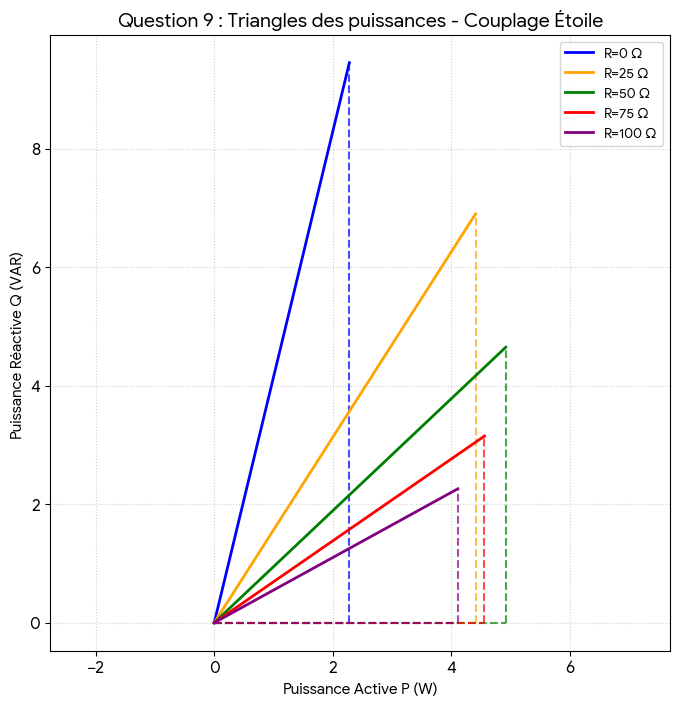 Question 9 : Triangles des puissances - Couplage Étoile
R=0 Ω
R=25 Ω
R=50 Ω
R=75 Ω
R=100 Ω
Puissance Réactive Q (VAR)
8
6
4
2
0
−2
0
2
4
6
Puissance Active P (W)